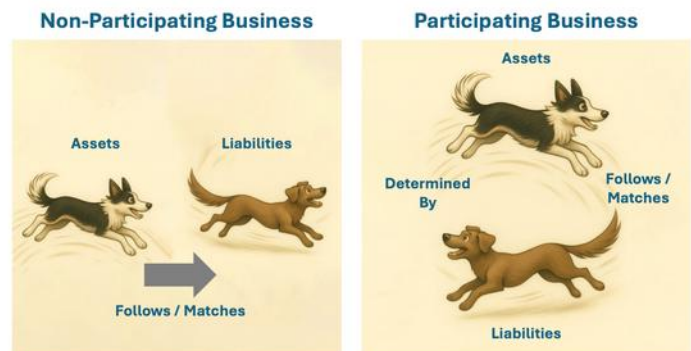 Non-Participating Business
Assets
Liabilities
Follows / Matches
Participating Business
Assets
Determined
By
Follows /
Matches
Liabilities